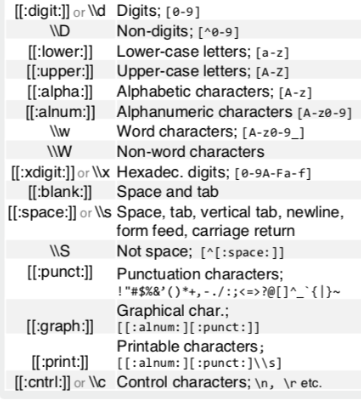 [[:digit:]] or \\d Digits; [0-9]
\\D Non-digits; [^0-9]
[[:lower:]] Lower-case letters; [a-z]
[[:upper:]] Upper-case letters; [A-Z]
[[:alpha:]] Alphabetic characters; [A-z]
[[:alnum:]] Alphanumeric characters [A-z0-9]
\\w Word characters; [A-z0-9_]
\\W Non-word characters
[[:xdigit:]] or \\x Hexadec. digits; [0-9A-Fa-f]
[[:blank:]] Space and tab
[[:space:]] or \\s Space, tab, vertical tab, newline,
form feed, carriage return
\\S Not space; [^[:space:]]
[[:punct:]] Punctuation characters;
!"#$%&’()*+,-./:;<=>?@[]^_`{|}~
Graphical char.;
[[:graph:]] [[:alnum:][:punct:]]
Printable characters;
[[:print:]] [[:alnum:][:punct:]\\s]
[[:cntrl:]] or \\c Control characters; \n, \r etc.